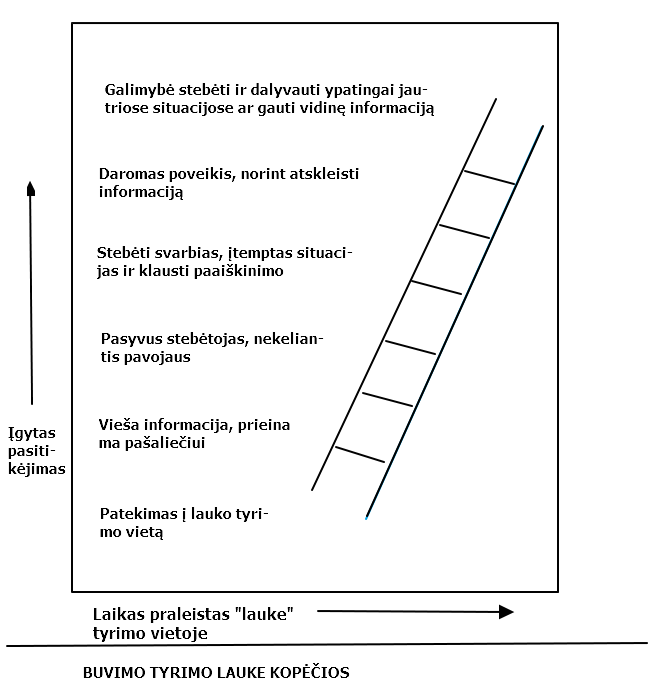 Galimybė stebėti ir dalyvauti ypatingai jau-
triose situacijose ar gauti vidinę informaciją
Daromas poveikis, norint atskleisti
informaciją
Stebėti svarbias, įtemptas situaci-
jas ir klausti paaiškinimo
Pasyvus stebėtojas, nekelian-
tis pavojaus
Vieša informacija, prieina
ma pašaliečiui
Įgytas
pasiti-
kėjimas
Patekimas į lauko tyri-
mo vietą
Laikas praleistas "lauke"
tyrimo vietoje
BUVIMO TYRIMO LAUKE KOPĖČIOS